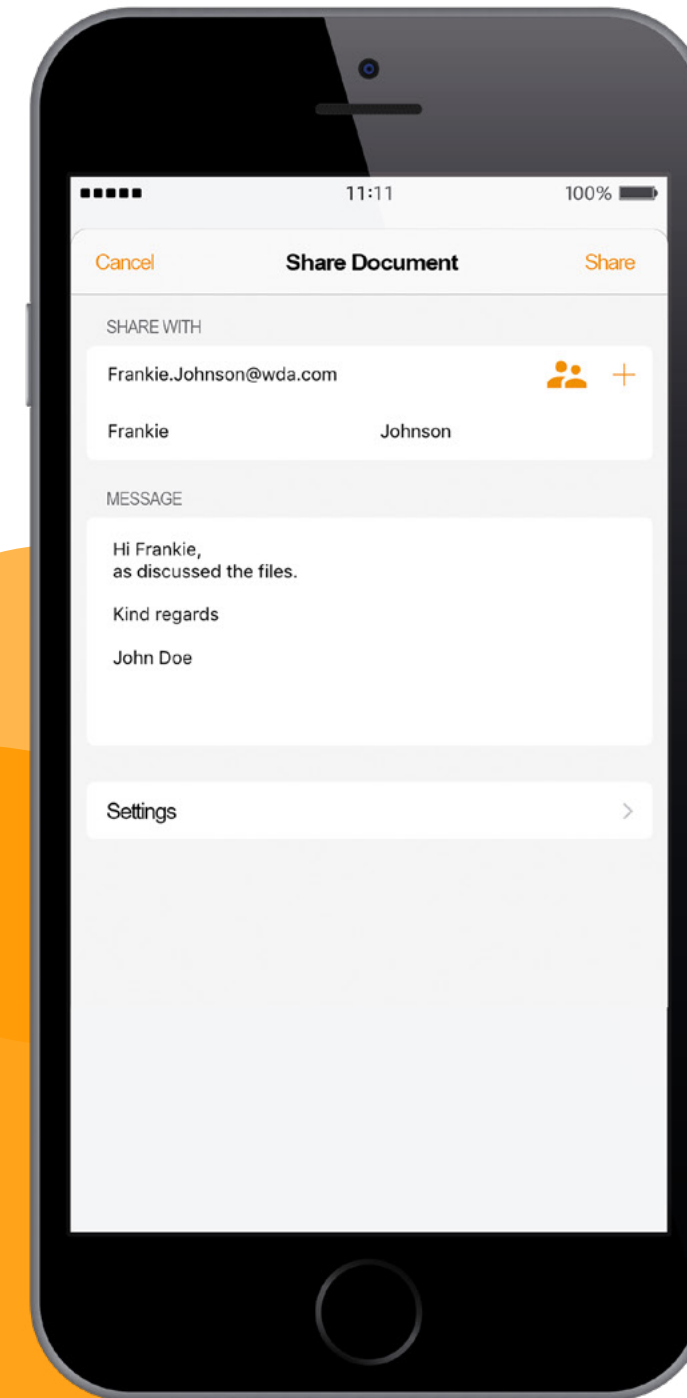 11:11 100%
Cancel Share Document Share
SHARE WITH
Frankie.Johnson@wda.com
Frankie Johnson
MESSAGE
Hi Frankie,
as discussed the files.
Kind regards
John Doe
Settings